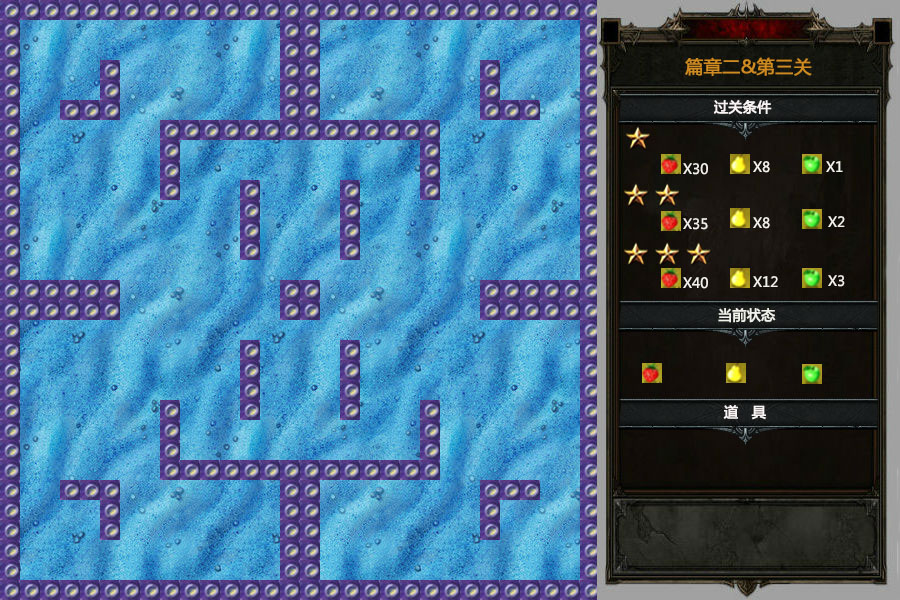 篇章二&第三关
过关条件
X30 X8 X1
X35 X8 X2
X40 X12 X3
当前状态
道 具